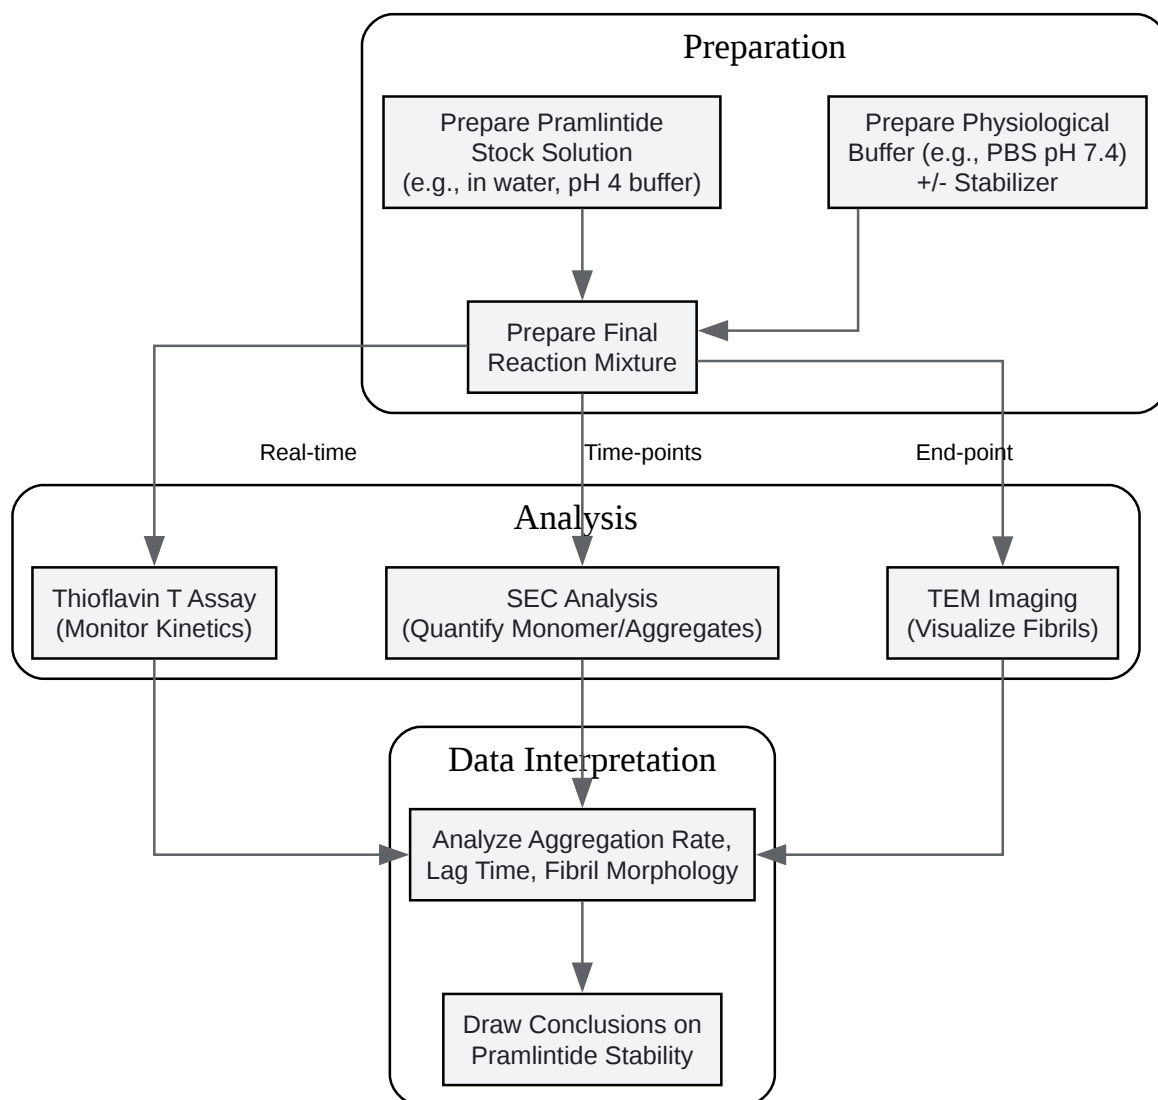 Preparation
Prepare Pramlintide
Stock Solution
(e.g., in water, pH 4 buffer)
Prepare Physiological
Buffer (e.g., PBS pH 7.4)
+/- Stabilizer
Prepare Final
Reaction Mixture
Real-time
Time-points
End-point
Analysis
Thioflavin T Assay
(Monitor Kinetics)
SEC Analysis
(Quantify Monomer/Aggregates)
TEM Imaging
(Visualize Fibrils)
Data Interpretation
Analyze Aggregation Rate,
Lag Time, Fibril Morphology
Draw Conclusions on
Pramlintide Stability